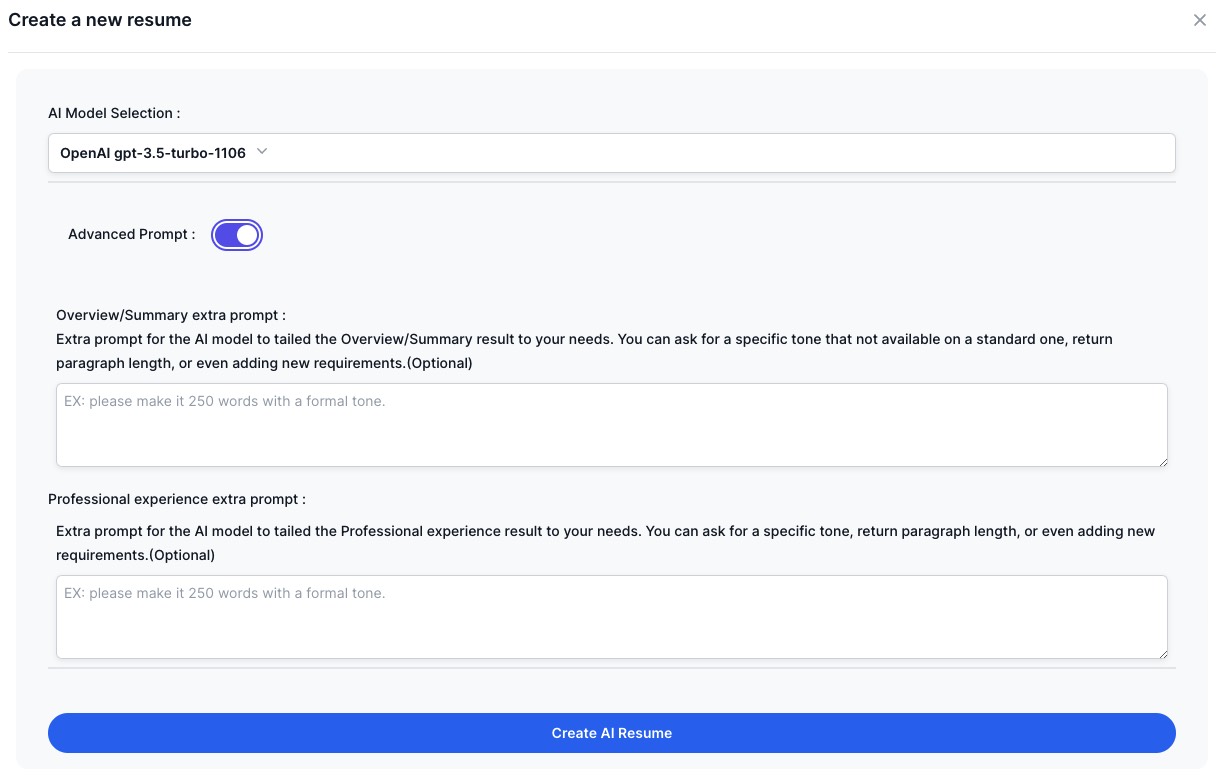 Create a new resume
AI Model Selection :
OpenAI gpt-3.5-turbo-1106
Advanced Prompt :
Overview/Summary extra prompt :
Extra prompt for the AI model to tailed the Overview/Summary result to your needs. You can ask for a specific tone that not available on a standard one, return
paragraph length, or even adding new requirements.(Optional)
EX: please make it 250 words with a formal tone.
Professional experience extra prompt :
Extra prompt for the AI model to tailed the Professional experience result to your needs. You can ask for a specific tone, return paragraph length, or even adding new
requirements.(Optional)
EX: please make it 250 words with a formal tone.
Create AI Resume